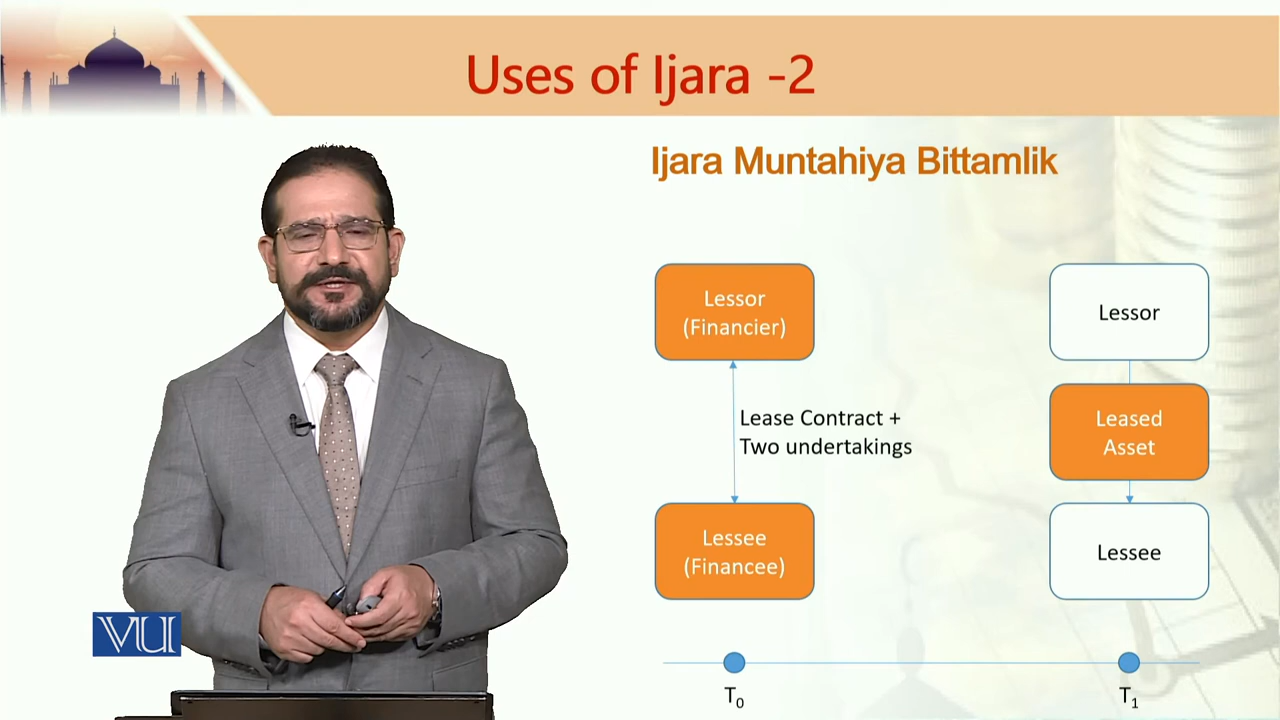 Uses of Ijara -2
Ijara Muntahiya Bittamlik
Lessor
(Financier)
Lease Contract +
Two undertakings
Lessee
(Financee)
Lessor
Leased
Asset
Lessee
T0
T1
VU